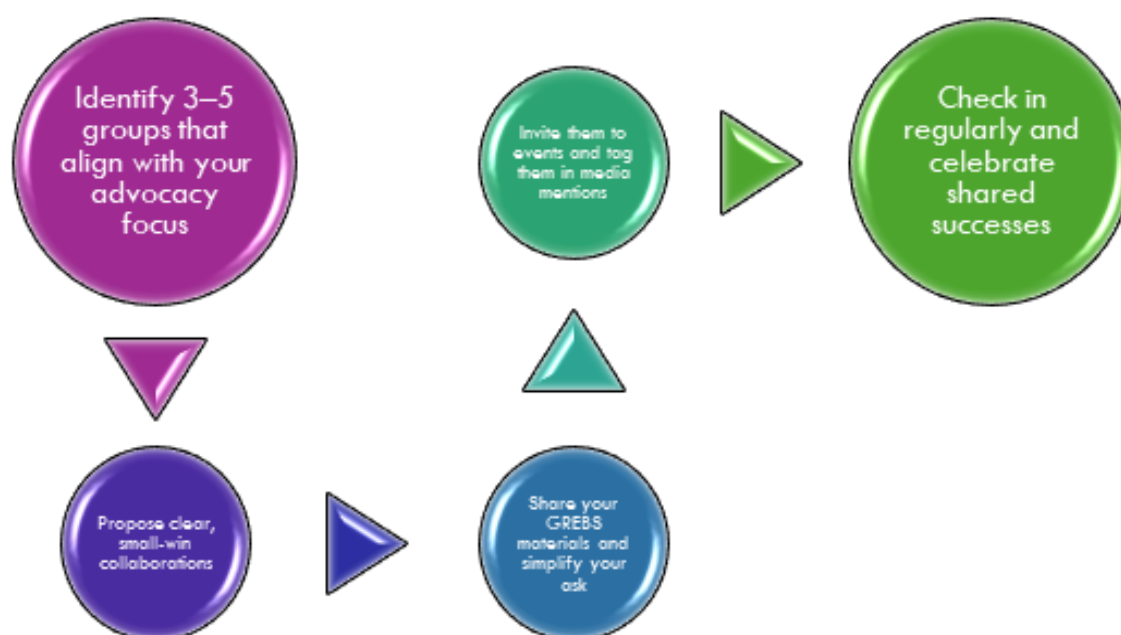 Identify 3–5
groups that
align with your
advocacy
focus
Propose clear,
small-win
collaborations
Share your
GREBS
materials and
simplify your
ask
Invite them to
events and tag
them in media
mentions
Check in
regularly and
celebrate
shared
successes